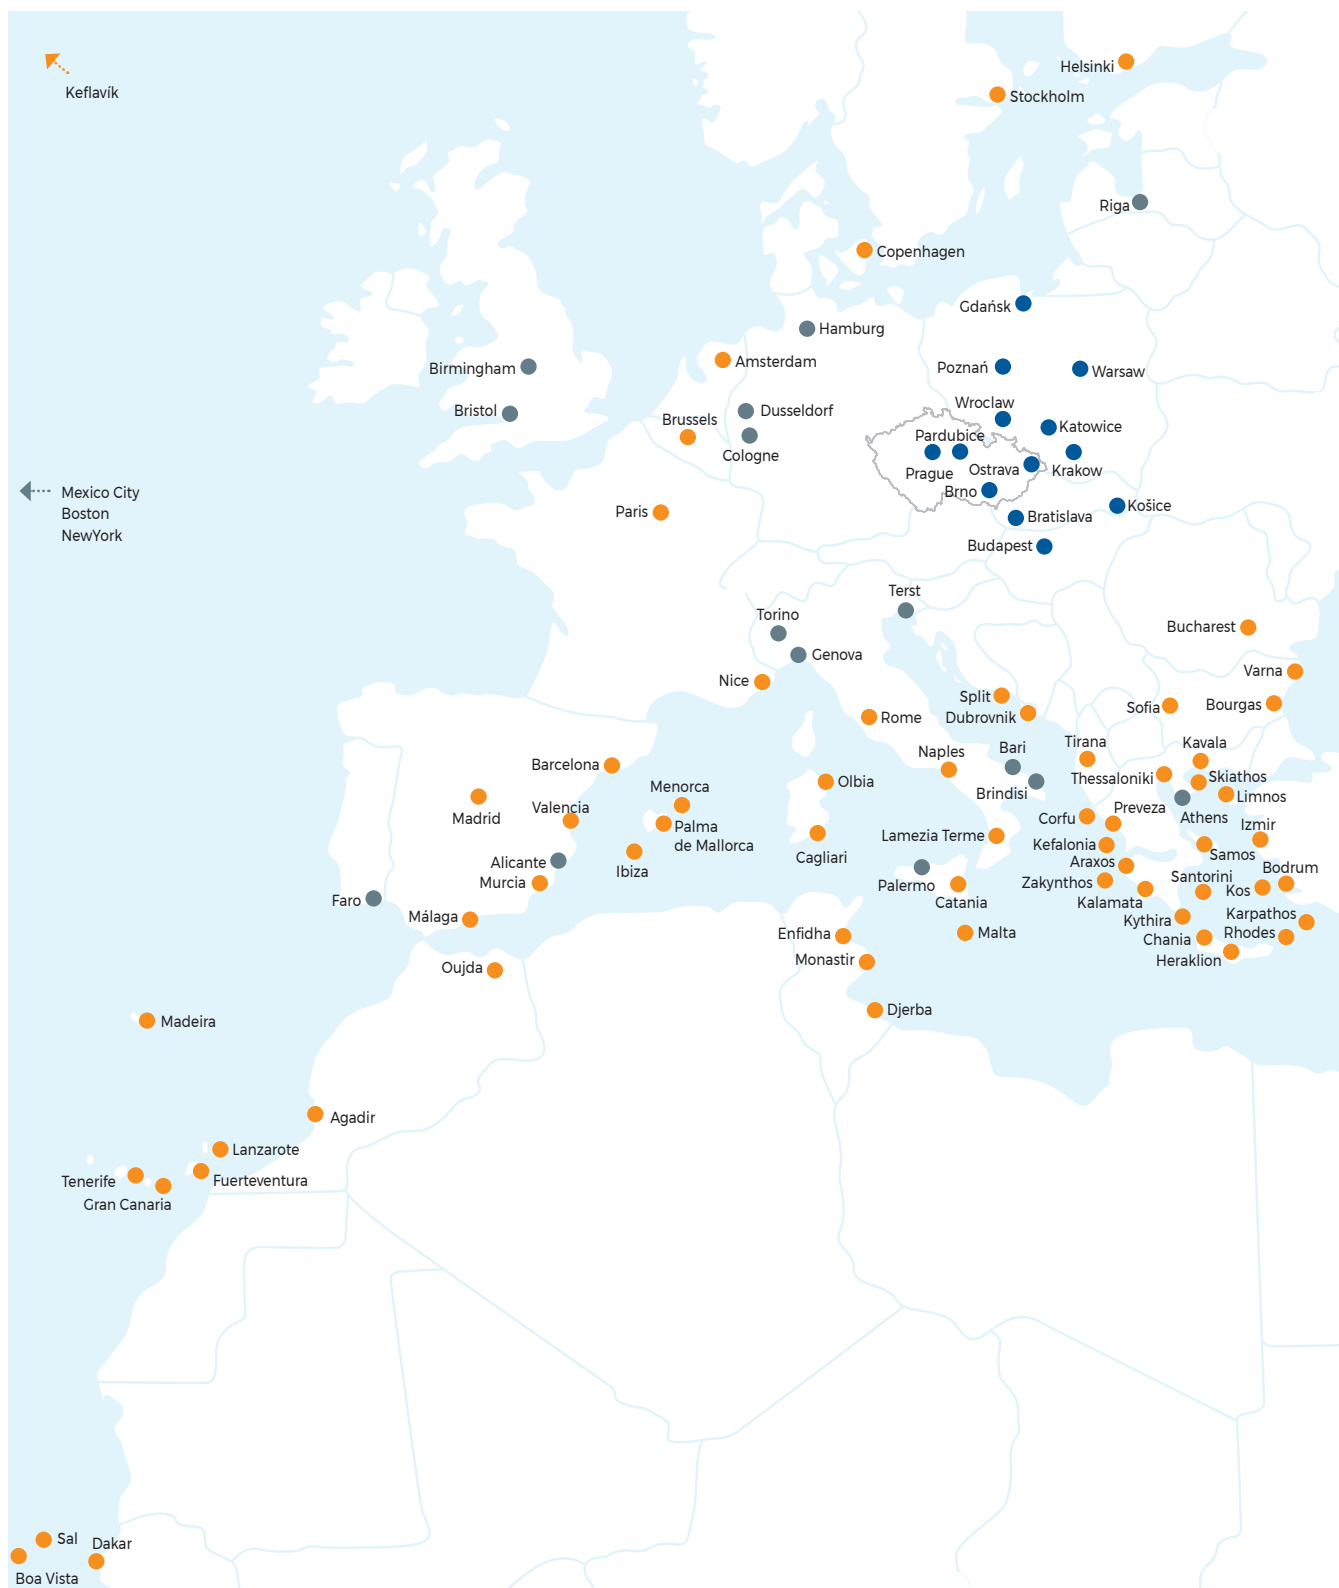 Helsinki
Keflavík
Stockholm
Riga
Copenhagen
Gdańsk
Hamburg
Birmingham
Amsterdam
Poznań
Warsaw
Bristol
Dusseldorf
Wroclaw
Brussels
Katowice
Pardubice
Cologne
Prague
Ostrava
Krakow
Mexico City
Boston
NewYork
Brno
Košice
Paris
Bratislava
Budapest
Terst
Torino
Bucharest
Genova
Varna
Nice
Split
Sofia
Bourgas
Rome
Dubrovnik
Tirana
Kavala
Naples
Bari
Barcelona
Thessaloniki
Skiathos
Olbia
Menorca
Brindisi
Limnos
Madrid
Valencia
Preveza
Corfu
Athens
Izmir
Palma
de Mallorca
Lamezia Terme
Kefalonia
Cagliari
Samos
Alicante
Araxos
Ibiza
Bodrum
Santorini
Murcia
Zakynthos
Palermo
Kos
Faro
Catania
Kalamata
Málaga
Karpathos
Kythira
Enfidha
Malta
Rhodes
Chania
Monastir
Heraklion
Oujda
Djerba
Madeira
Agadir
Lanzarote
Tenerife
Fuerteventura
Gran Canaria
Sal
Dakar
Boa Vista